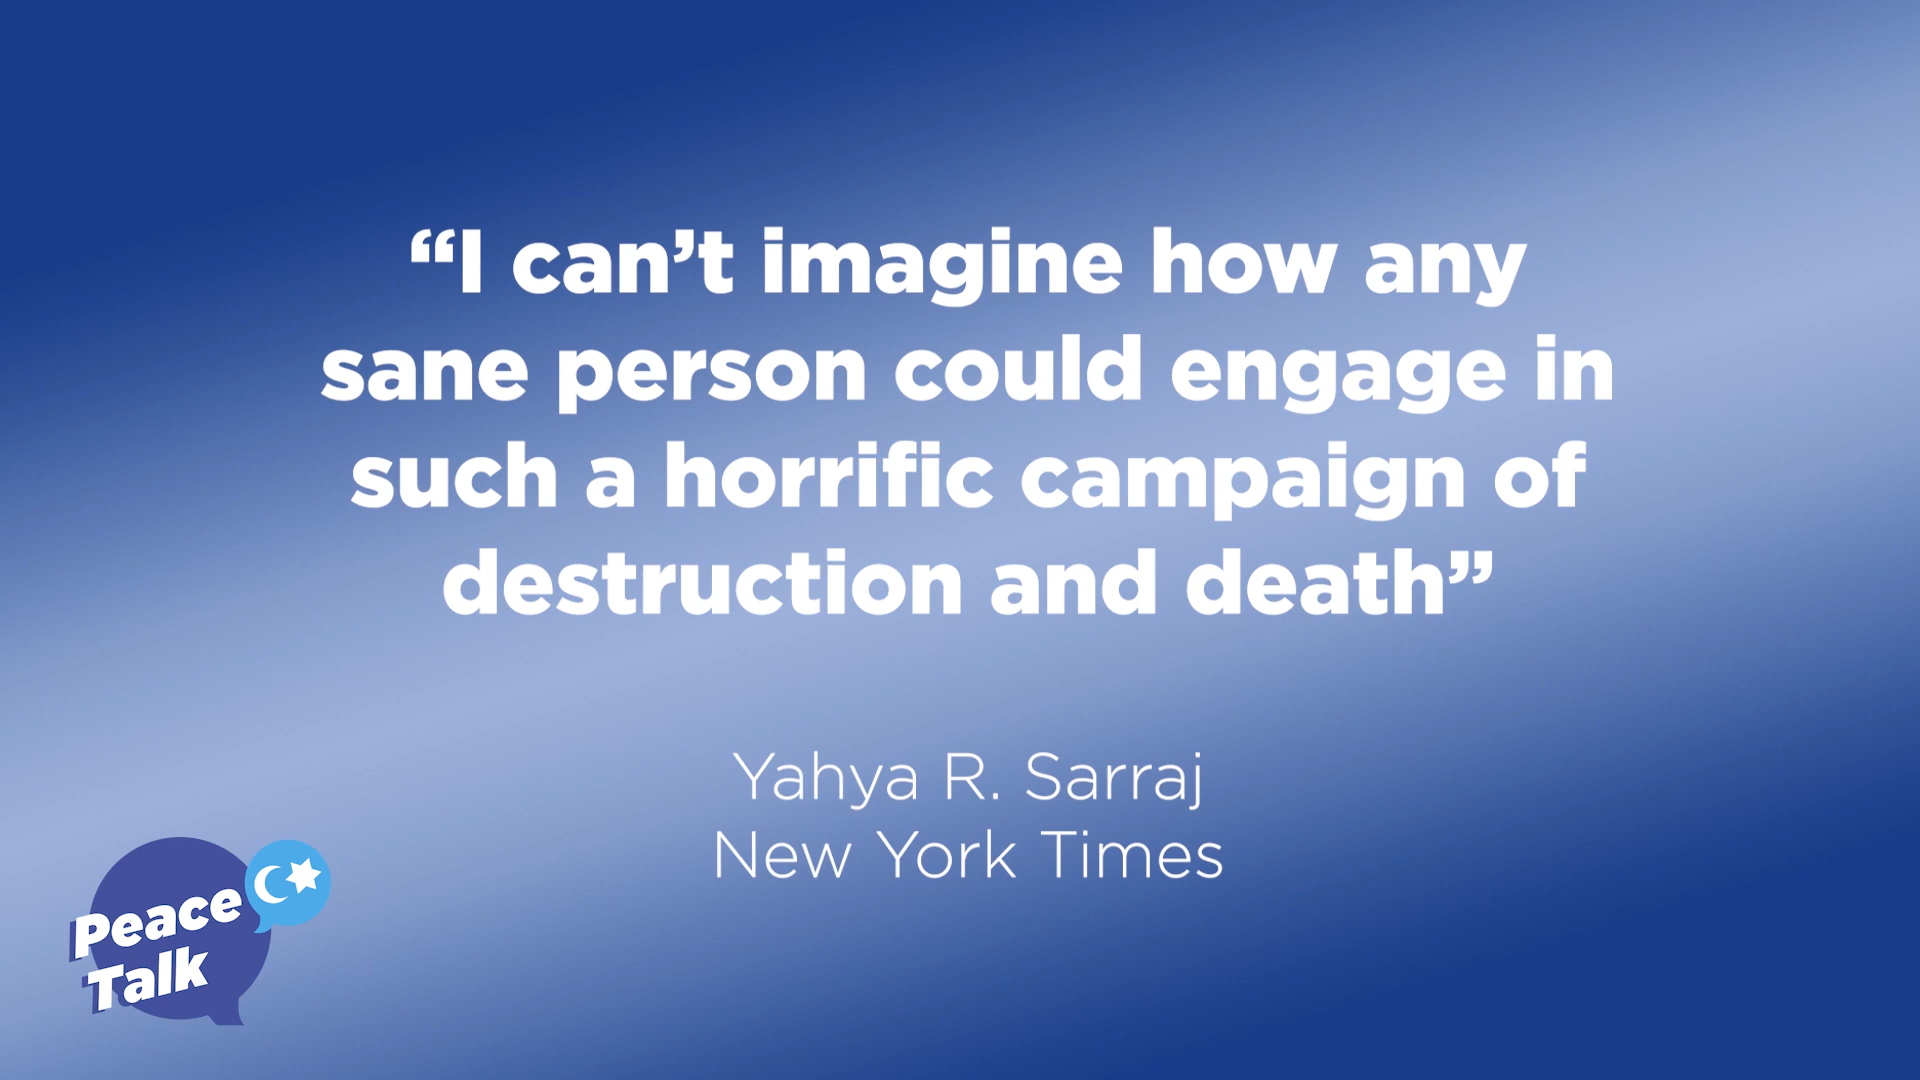 “I can’t imagine how any
sane person could engage in
such a horrific campaign of
destruction and death”
Yahya R. Sarraj
New York Times
Peace
Talk